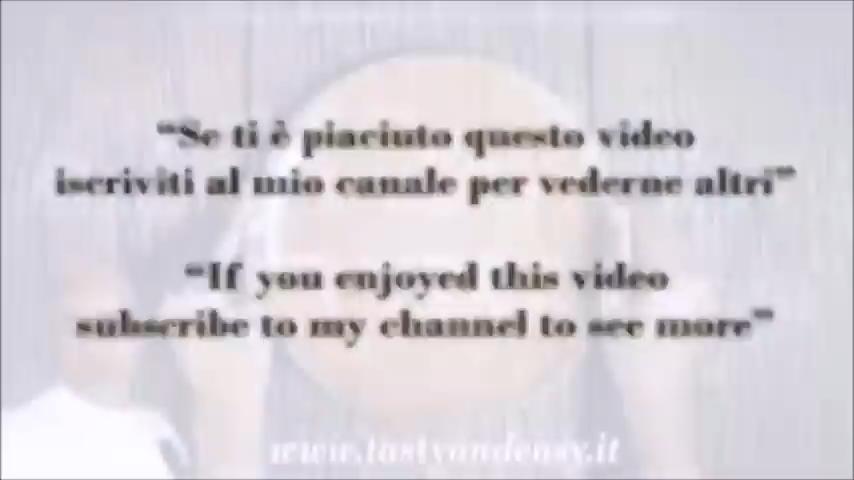 “Se ti è piaciuto questo video
iscriviti al mio canale per vederne altri”
“If you enjoyed this video
subscribe to my channel to see more”
www.tastyandeasy.it